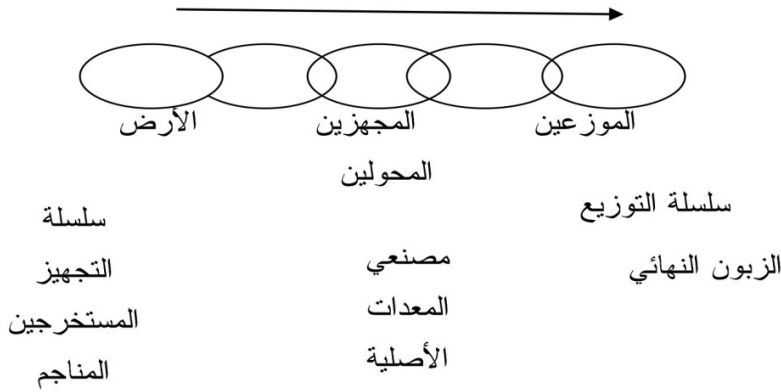 الموزعين
المجهزين
الأرض
المحولين
سلسلة التوزيع
الزبون النهائي
مصنعي
المعدات
الأصلية
سلسلة
التجهيز
المستخرجين
المناجم